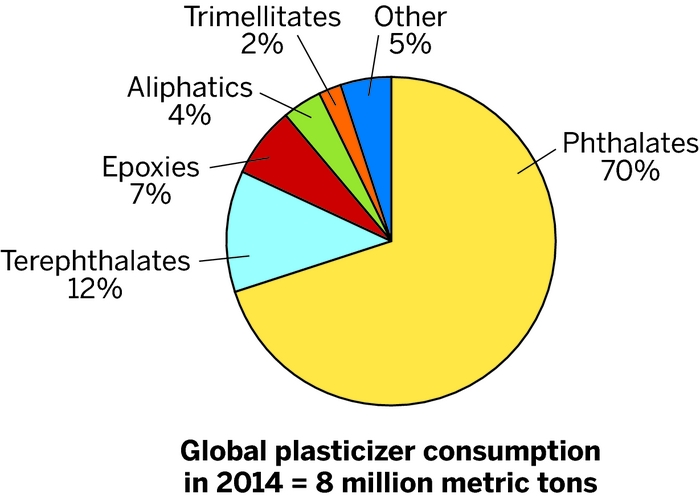 Trimellitates
2%
Other
5%
Aliphatics
4%
Phthalates
70%
Epoxies
7%
Terephthalates
12%
Global plasticizer consumption
in 2014 = 8 million metric tons